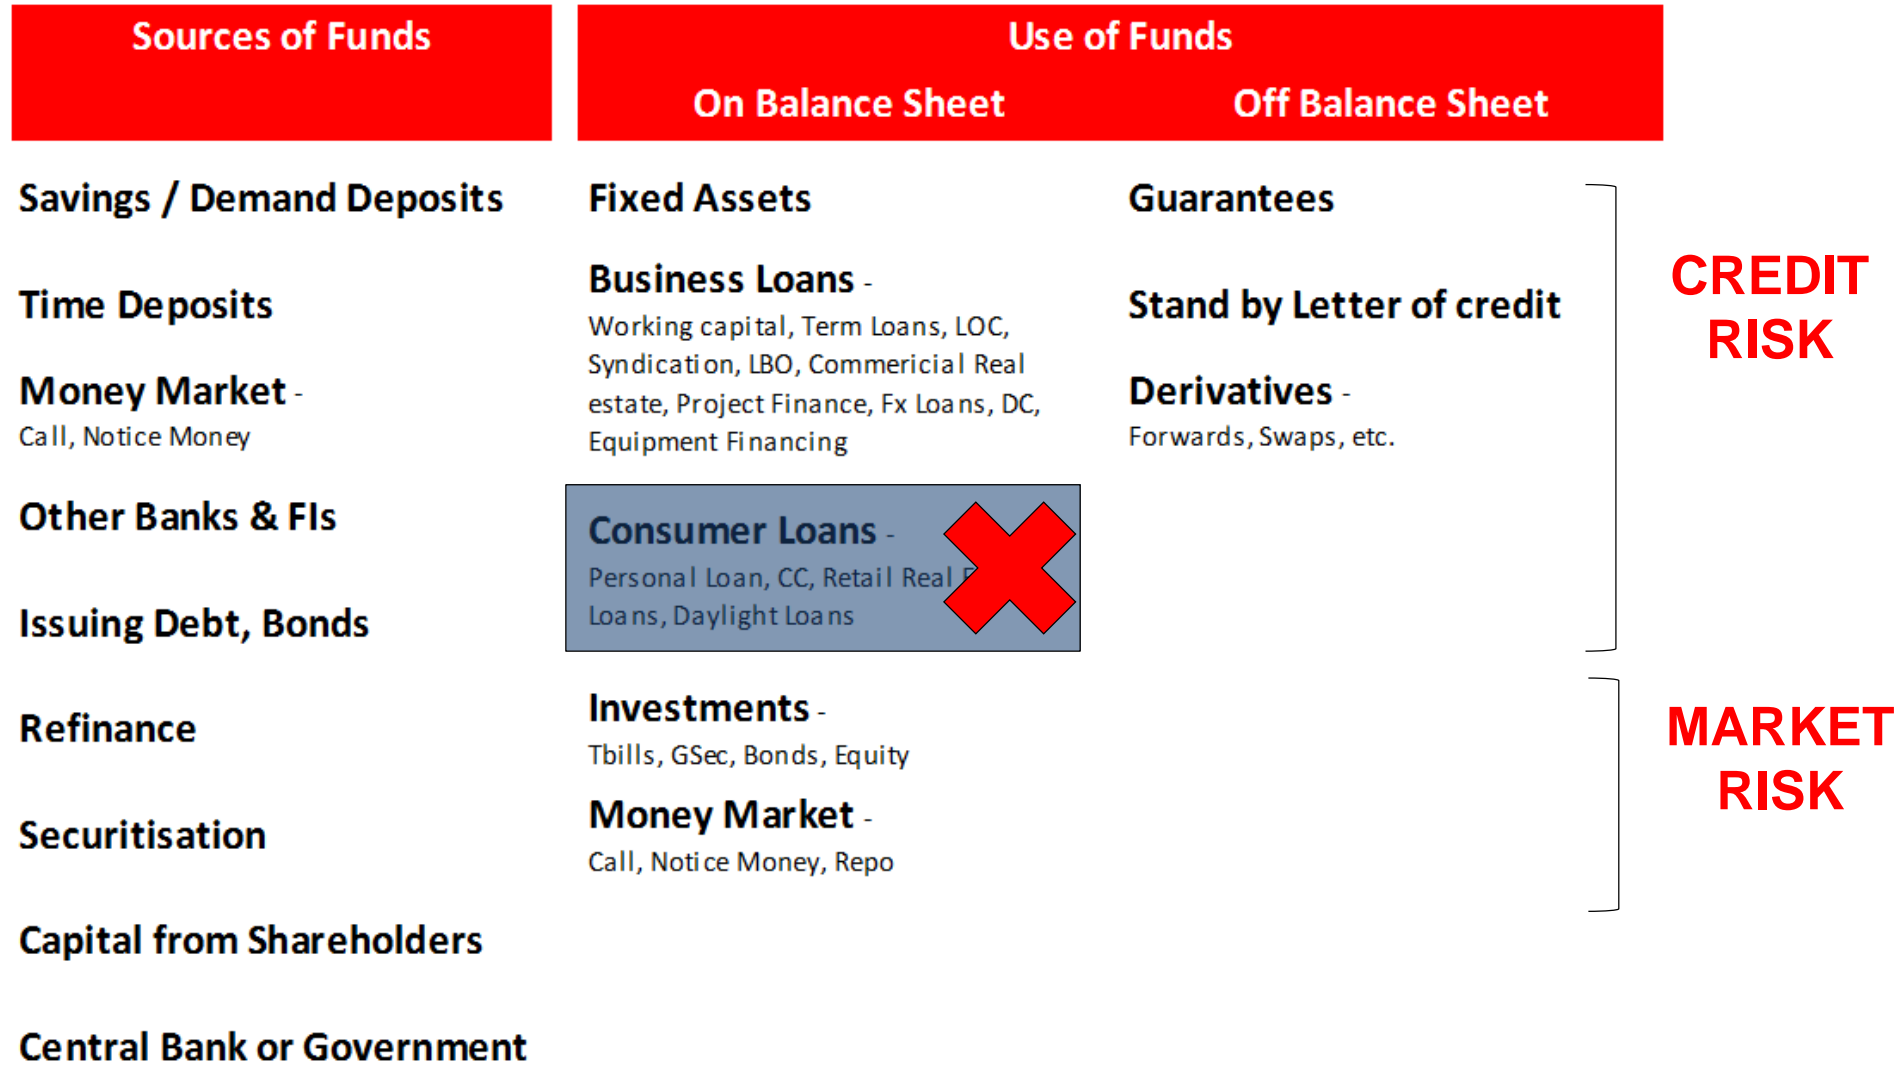 Sources of Funds
Use of Funds
On Balance Sheet
Off Balance Sheet
Savings / Demand Deposits
Time Deposits
Money Market -
Call, Notice Money
Other Banks & FIs
Issuing Debt, Bonds
Refinance
Securitisation
Capital from Shareholders
Central Bank or Government
Fixed Assets
Business Loans -
Working capital, Term Loans, LOC,
Syndication, LBO, Commericial Real
estate, Project Finance, Fx Loans, DC,
Equipment Financing
Consumer Loans -
Personal Loan, CC, Retail Real
Loans, Daylight Loans
Investments -
Tbills, GSec, Bonds, Equity
Money Market -
Call, Notice Money, Repo
Guarantees
Stand by Letter of credit
Derivatives -
Forwards, Swaps, etc.
CREDIT
RISK
MARKET
RISK